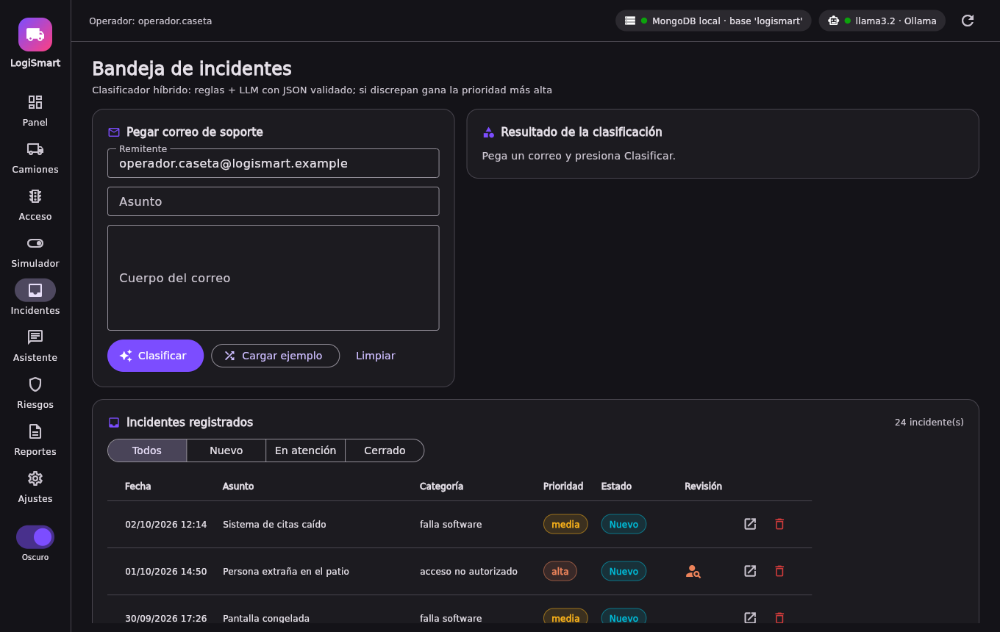 LogiSmart
Panel
Camiones
Acceso
Simulador
Incidentes
Asistente
Riesgos
Reportes
Ajustes
Oscuro
Operador: operador.caseta
MongoDB local · base 'logismart'
llama3.2 · Ollama
Bandeja de incidentes
Clasificador híbrido: reglas + LLM con JSON validado; si discrepan gana la prioridad más alta
Pegar correo de soporte
Remitente
operador.caseta@logismart.example
Asunto
Cuerpo del correo
Clasificar
Cargar ejemplo
Limpiar
Resultado de la clasificación
Pega un correo y presiona Clasificar.
Incidentes registrados
24 incidente(s)
Todos Nuevo En atención Cerrado
Fecha Asunto Categoría Prioridad Estado Revisión
02/10/2026 12:14 Sistema de citas caído falla software media Nuevo
01/10/2026 14:50 Persona extraña en el patio acceso no autorizado alta Nuevo
30/09/2026 17:26 Pantalla congelada falla software media Nuevo